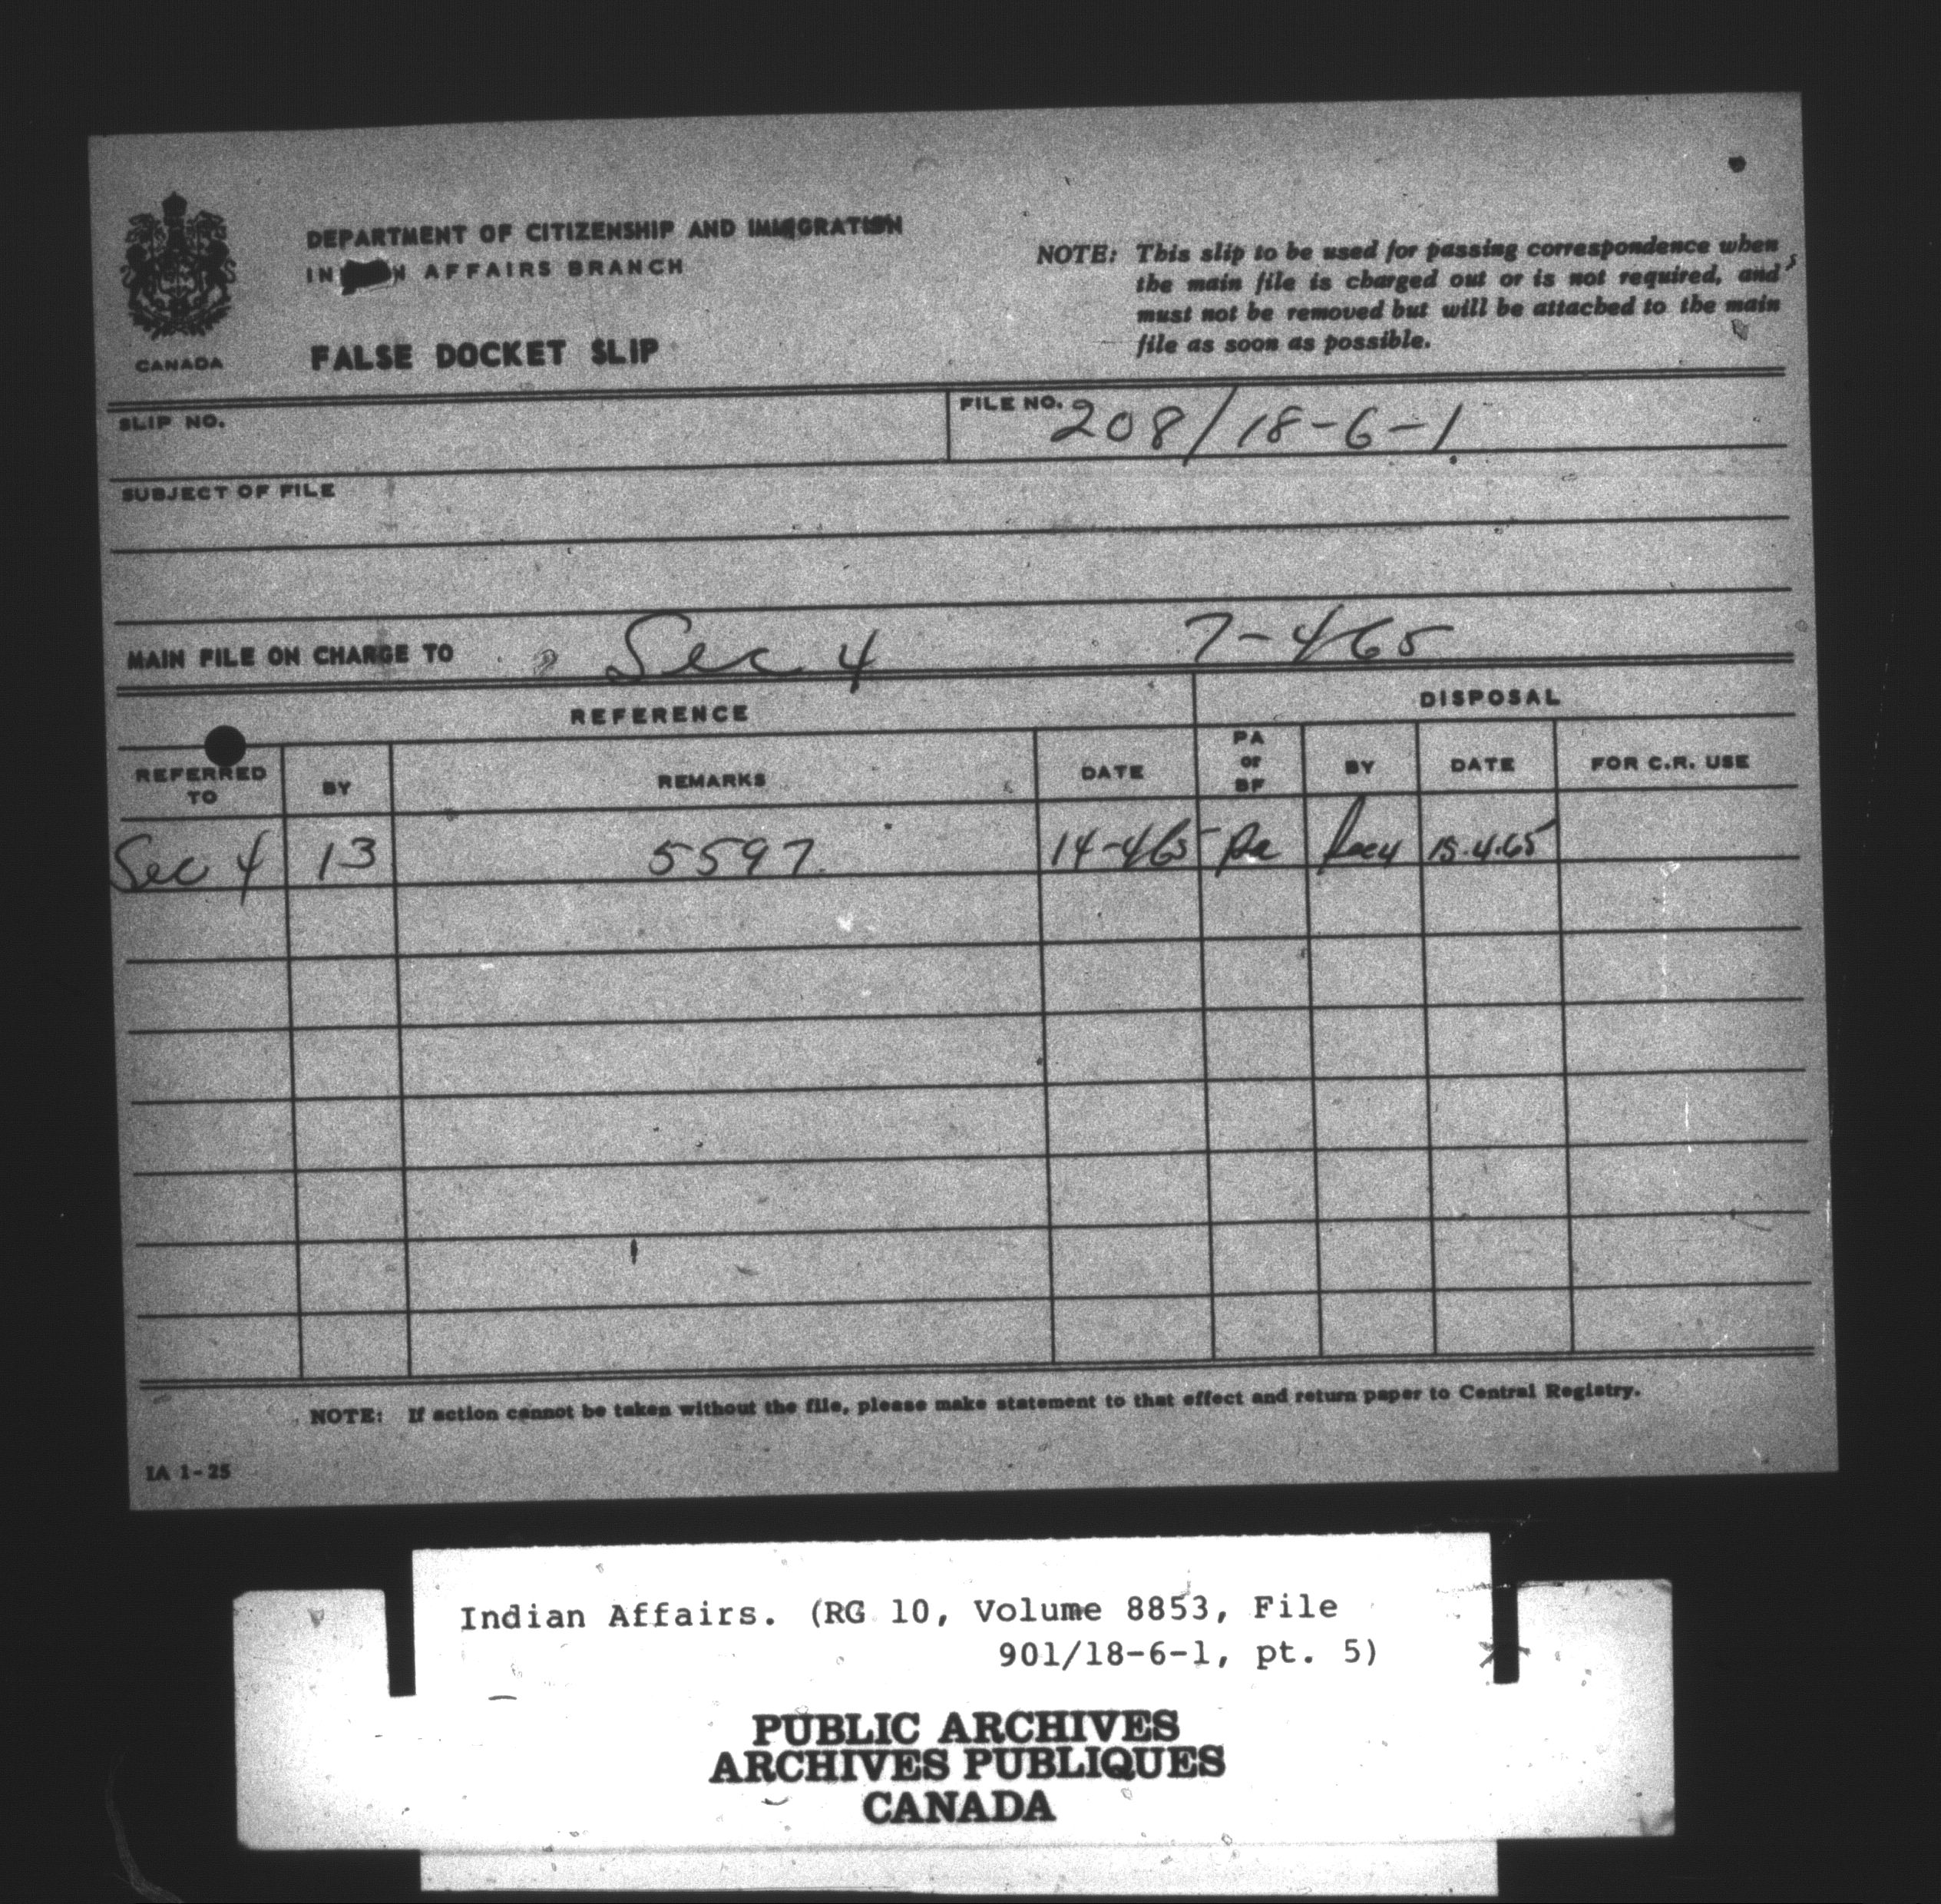 DEPARTMENT OF CITIZENSHIP AND IMMIGRATION
IN N AFFAIRS BRANCH
CANADA
FALSE DOCKET SLIP
NOTE: This slip to be used for passing correspondence when
the main file is charged out or is not required, and
must not be removed but will be attached to the main
file as soon as possible.
SLIP NO.
FILE NO. 208/18-6-1
SUBJECT OF FILE
MAIN FILE ON CHARGE TO Sec 4 7-4-65
REFERENCE DISPOSAL
REFERRED TO BY REMARKS DATE PA or BF BY DATE FOR C.R. USE
Sec 4 13 5597 14-4-65 Pa 15.4.65
NOTE: If action cannot be taken without the file, please make statement to that effect and return paper to Central Registry.
IA 1-25
Indian Affairs. (RG 10, Volume 8853, File
901/18-6-1, pt. 5)
PUBLIC ARCHIVES
ARCHIVES PUBLIQUES
CANADA